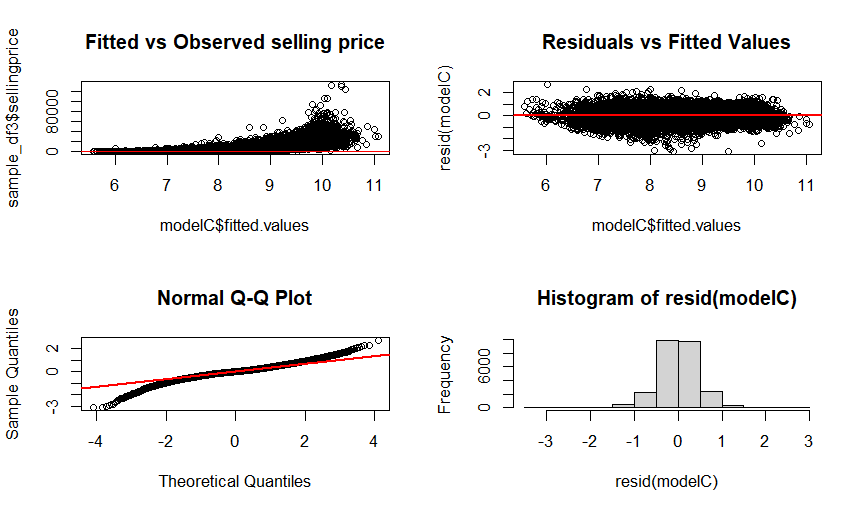 Fitted vs Observed selling price
sample_df3$sellingprice
0 80000
6 7 8 9 10 11
modelC$fitted.values
Residuals vs Fitted Values
resid(modelC)
-3 0 2
6 7 8 9 10 11
modelC$fitted.values
Normal Q-Q Plot
Sample Quantiles
-3 0 2
-4 -2 0 2 4
Theoretical Quantiles
Histogram of resid(modelC)
Frequency
0 6000
-3 -2 -1 0 1 2 3
resid(modelC)